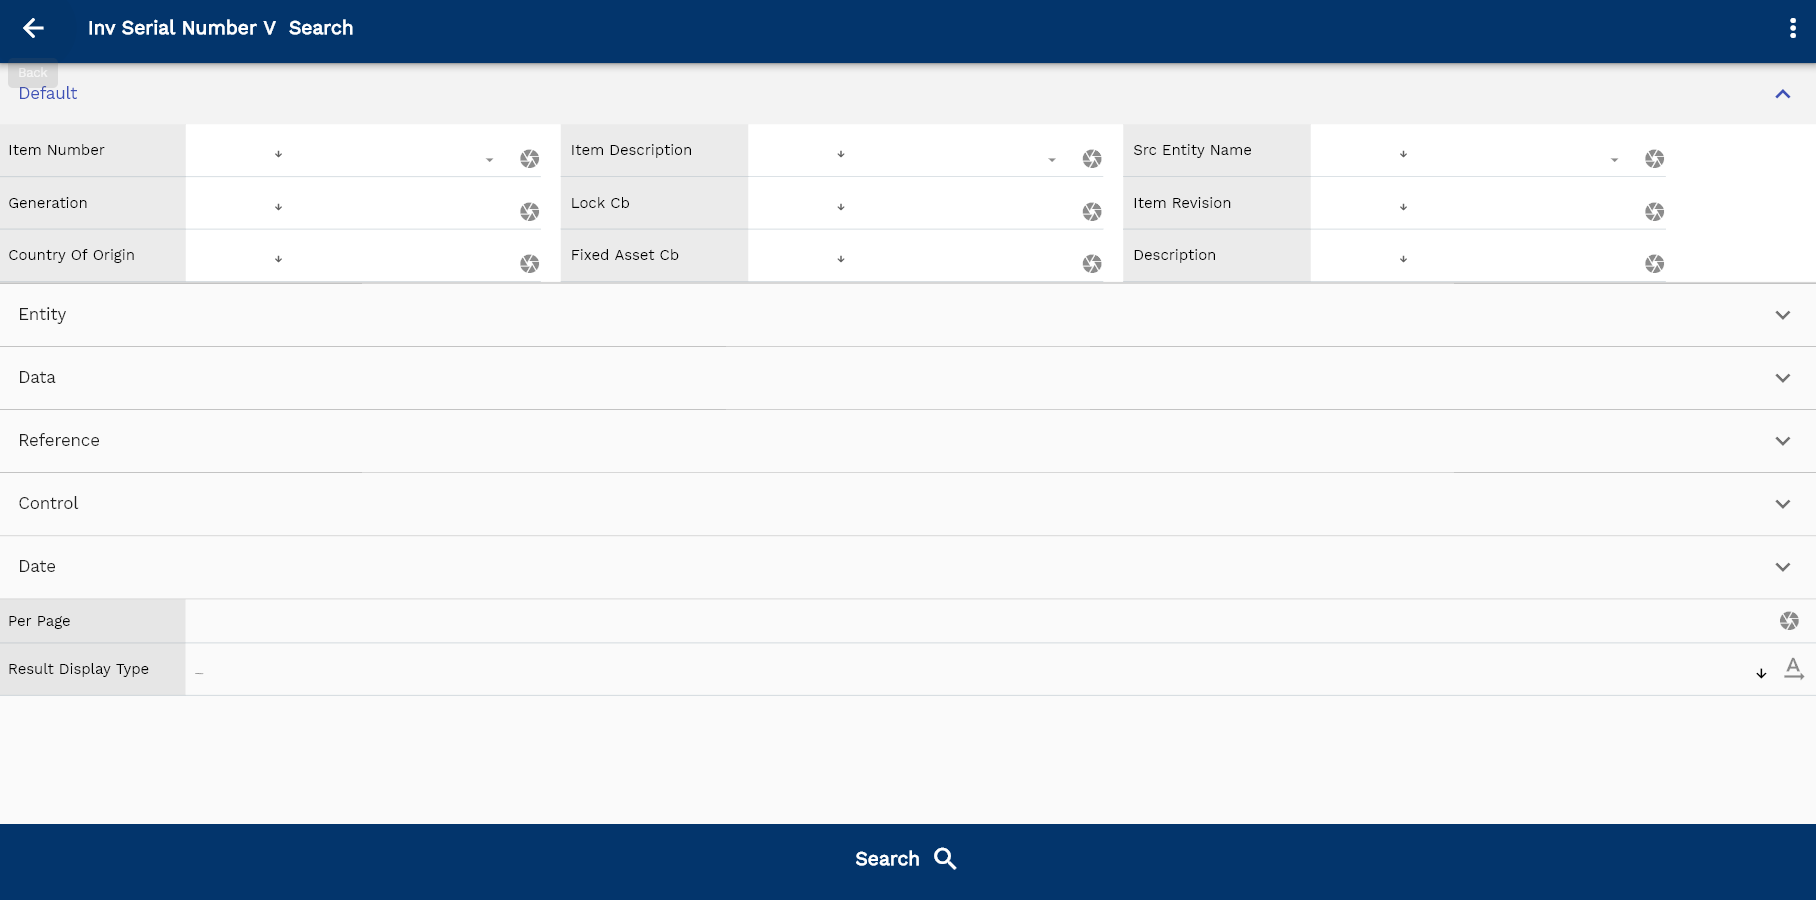 Inv Serial Number V Search
Back
Default
Item Number
Item Description
Src Entity Name
Generation
Lock Cb
Item Revision
Country Of Origin
Fixed Asset Cb
Description
Entity
Data
Reference
Control
Date
Per Page
Result Display Type
Search